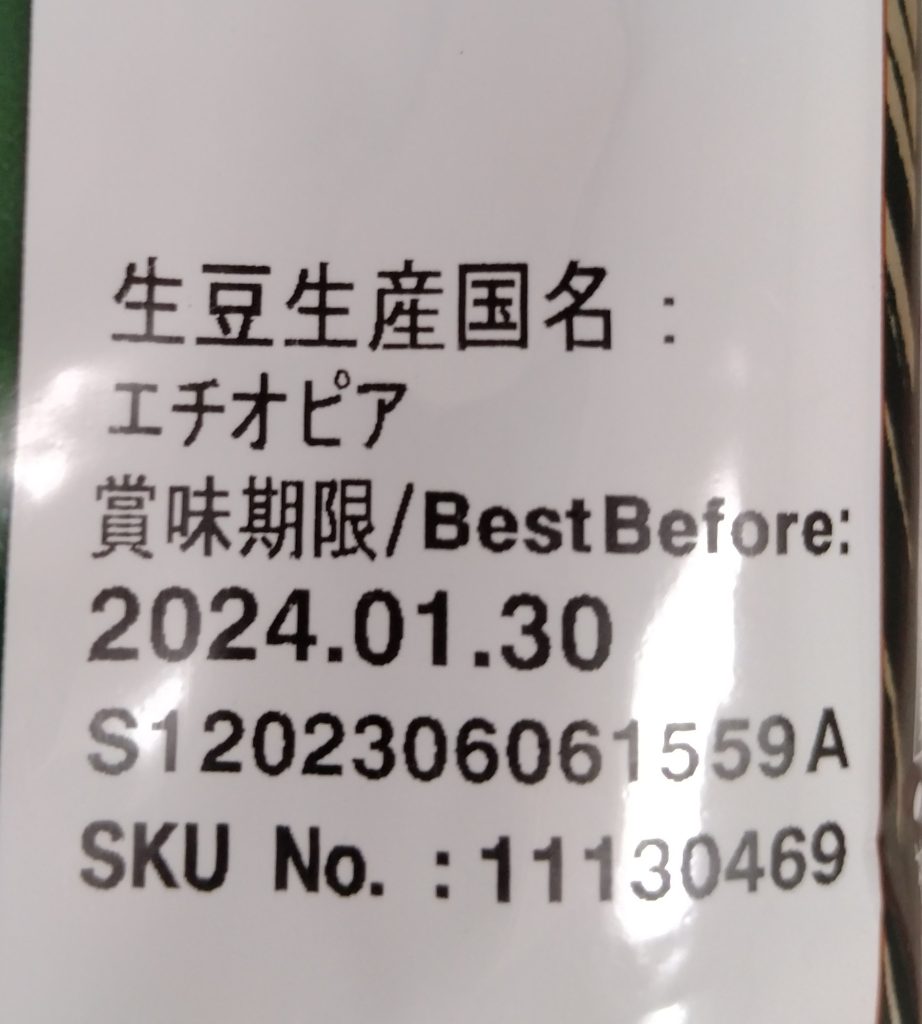 生豆生産国名：
エチオピア
賞味期限/BestBefore:
2024.01.30
S1202306061559A
SKU No. :11130469